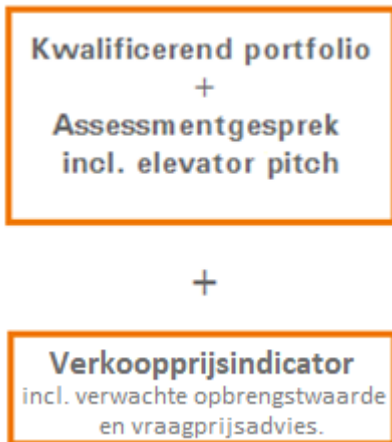 Kwalificerend portfolio
+
Assessmentgesprek
incl. elevator pitch
+
Verkoopprijsindicator
incl. verwachte opbrengstwaarde
en vraagprijsadvies.